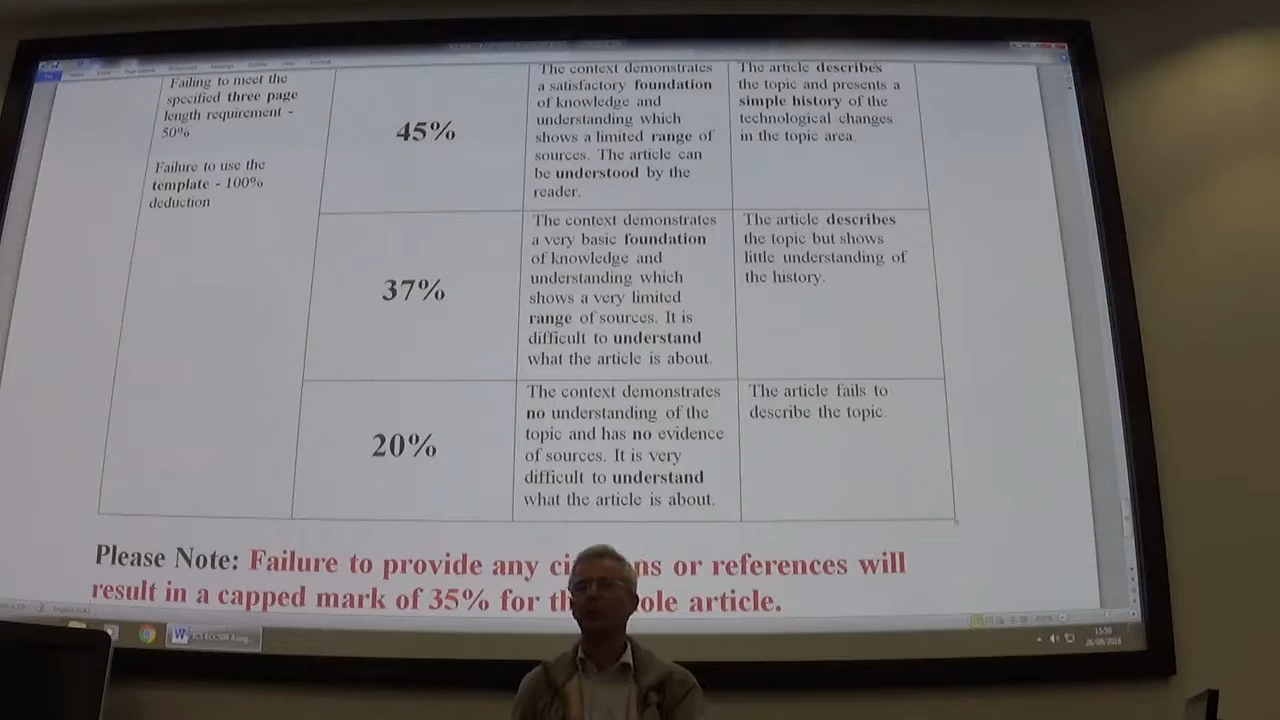 Failing to meet the
specified three page
length requirement -
50%
Failure to use the
template - 100%
deduction
45%
The context demonstrates
a satisfactory foundation
of knowledge and
understanding which
shows a limited range of
sources. The article can
be understood by the
reader.
The article describes
the topic and presents a
simple history of the
technological changes
in the topic area.
37%
The context demonstrates
a very basic foundation
of knowledge and
understanding which
shows a very limited
range of sources. It is
difficult to understand
what the article is about.
The article describes
the topic but shows
little understanding of
the history.
20%
The context demonstrates
no understanding of the
topic and has no evidence
of sources. It is very
difficult to understand
what the article is about.
The article fails to
describe the topic.
Please Note: Failure to provide any or references will
result in a capped mark of 35% for article.
15:50
26/09/2016